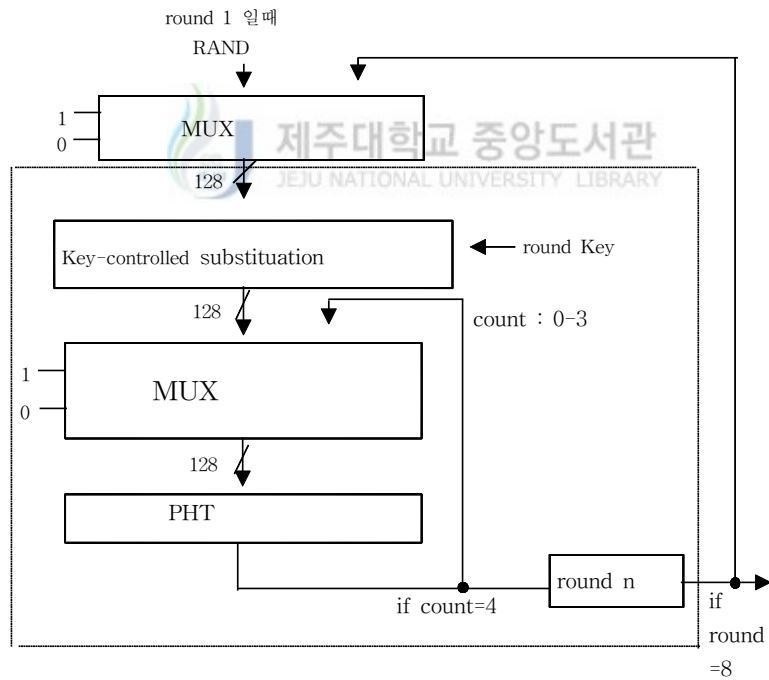 round 1 일때
RAND
MUX
1
0
제주대학교 중앙도서관
JEJU NATIONAL UNIVERSITY LIBRARY
128
Key-controlled substituation
round Key
128
count : 0-3
MUX
1
0
128
PHT
round n
if count=4
if
round
=8